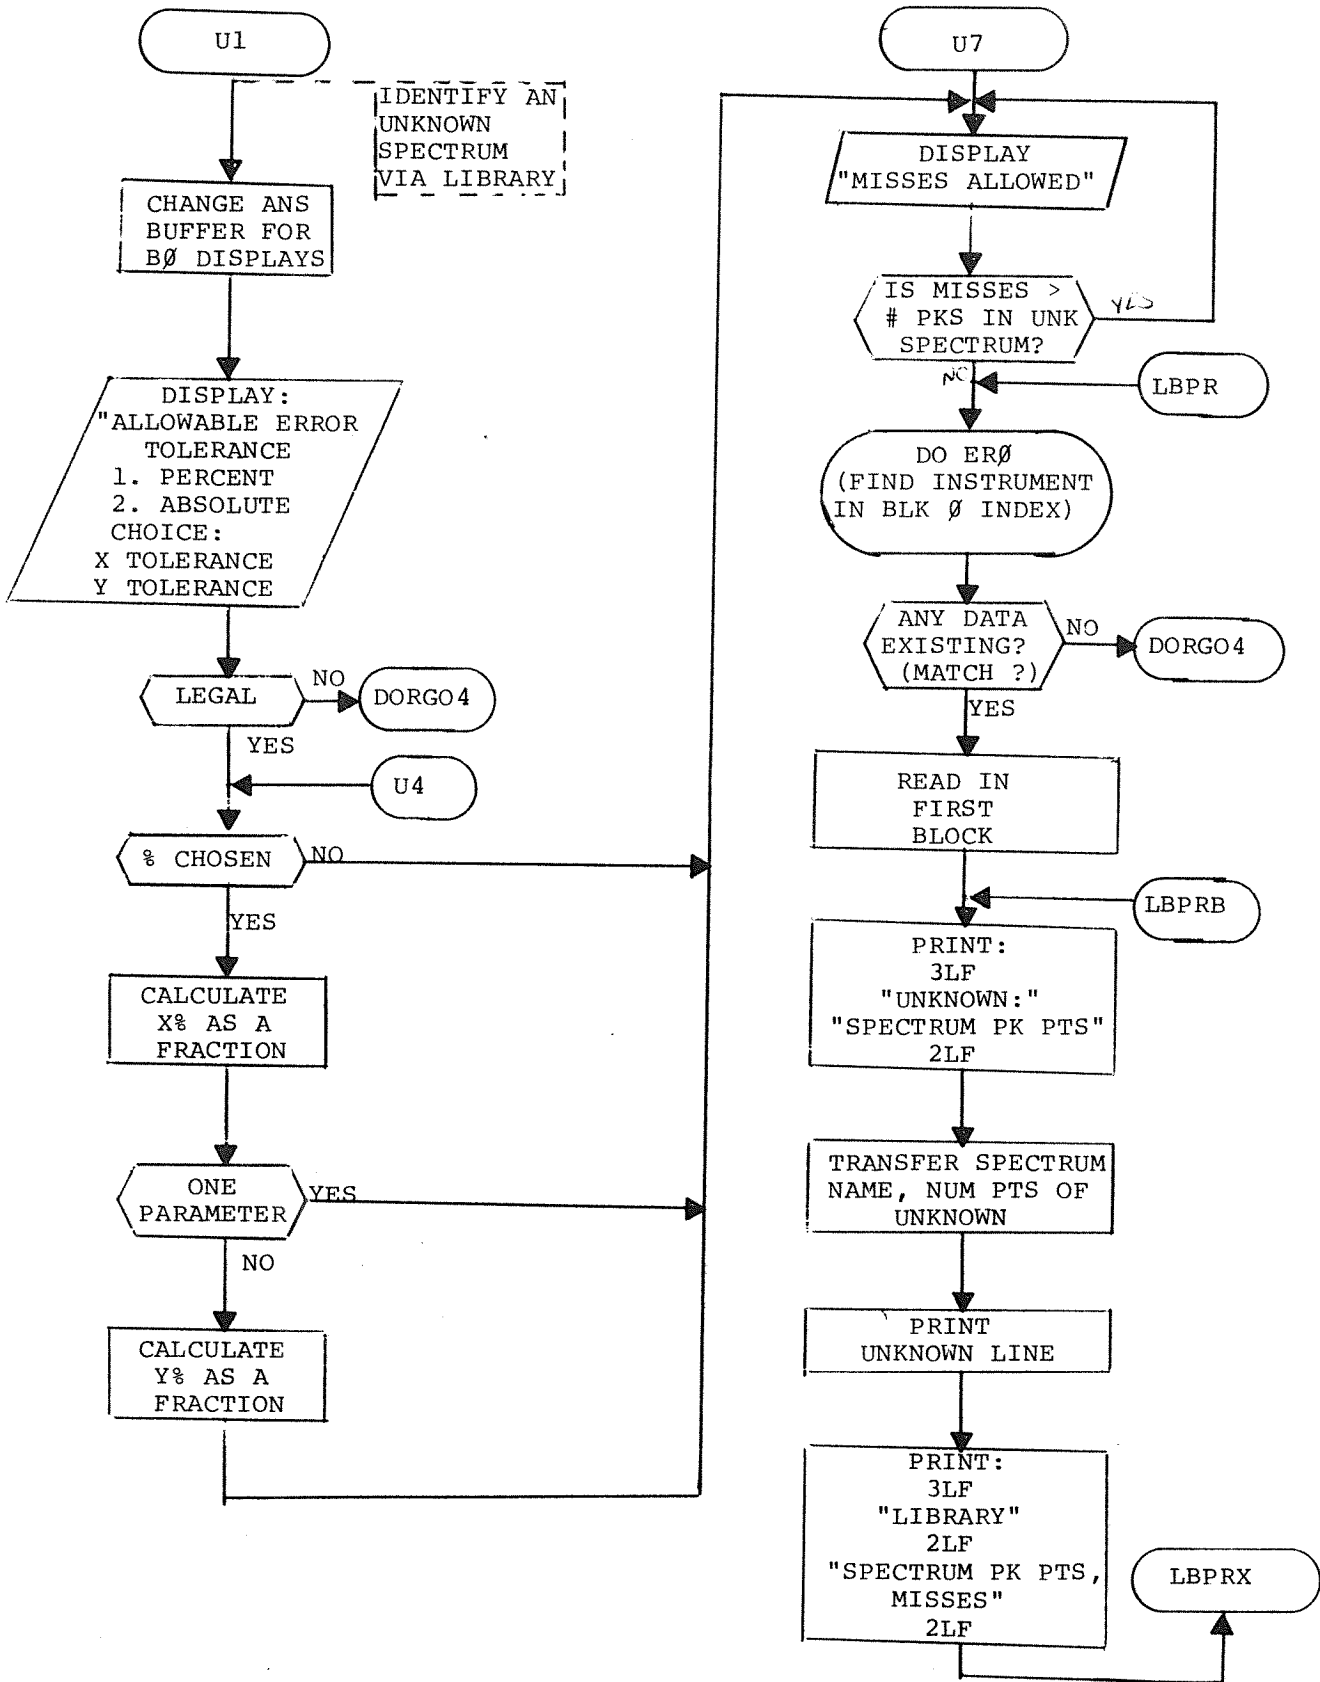 U1
IDENTIFY AN
UNKNOWN
SPECTRUM
VIA LIBRARY
CHANGE ANS
BUFFER FOR
BØ DISPLAYS
DISPLAY:
"ALLOWABLE ERROR
TOLERANCE
1. PERCENT
2. ABSOLUTE
CHOICE:
X TOLERANCE
Y TOLERANCE
LEGAL
NO
DORGO4
YES
U4
% CHOSEN
NO
YES
CALCULATE
X% AS A
FRACTION
ONE
PARAMETER
YES
NO
CALCULATE
Y% AS A
FRACTION
U7
DISPLAY
"MISSES ALLOWED"
IS MISSES >
# PKS IN UNK
SPECTRUM?
YES
NO
LBPR
DO ERØ
(FIND INSTRUMENT
IN BLK Ø INDEX)
ANY DATA
EXISTING?
(MATCH ?)
NO
DORGO4
YES
READ IN
FIRST
BLOCK
LBPRB
PRINT:
3LF
"UNKNOWN:"
"SPECTRUM PK PTS"
2LF
TRANSFER SPECTRUM
NAME, NUM PTS OF
UNKNOWN
PRINT
UNKNOWN LINE
PRINT:
3LF
"LIBRARY"
2LF
"SPECTRUM PK PTS,
MISSES"
2LF
LBPRX